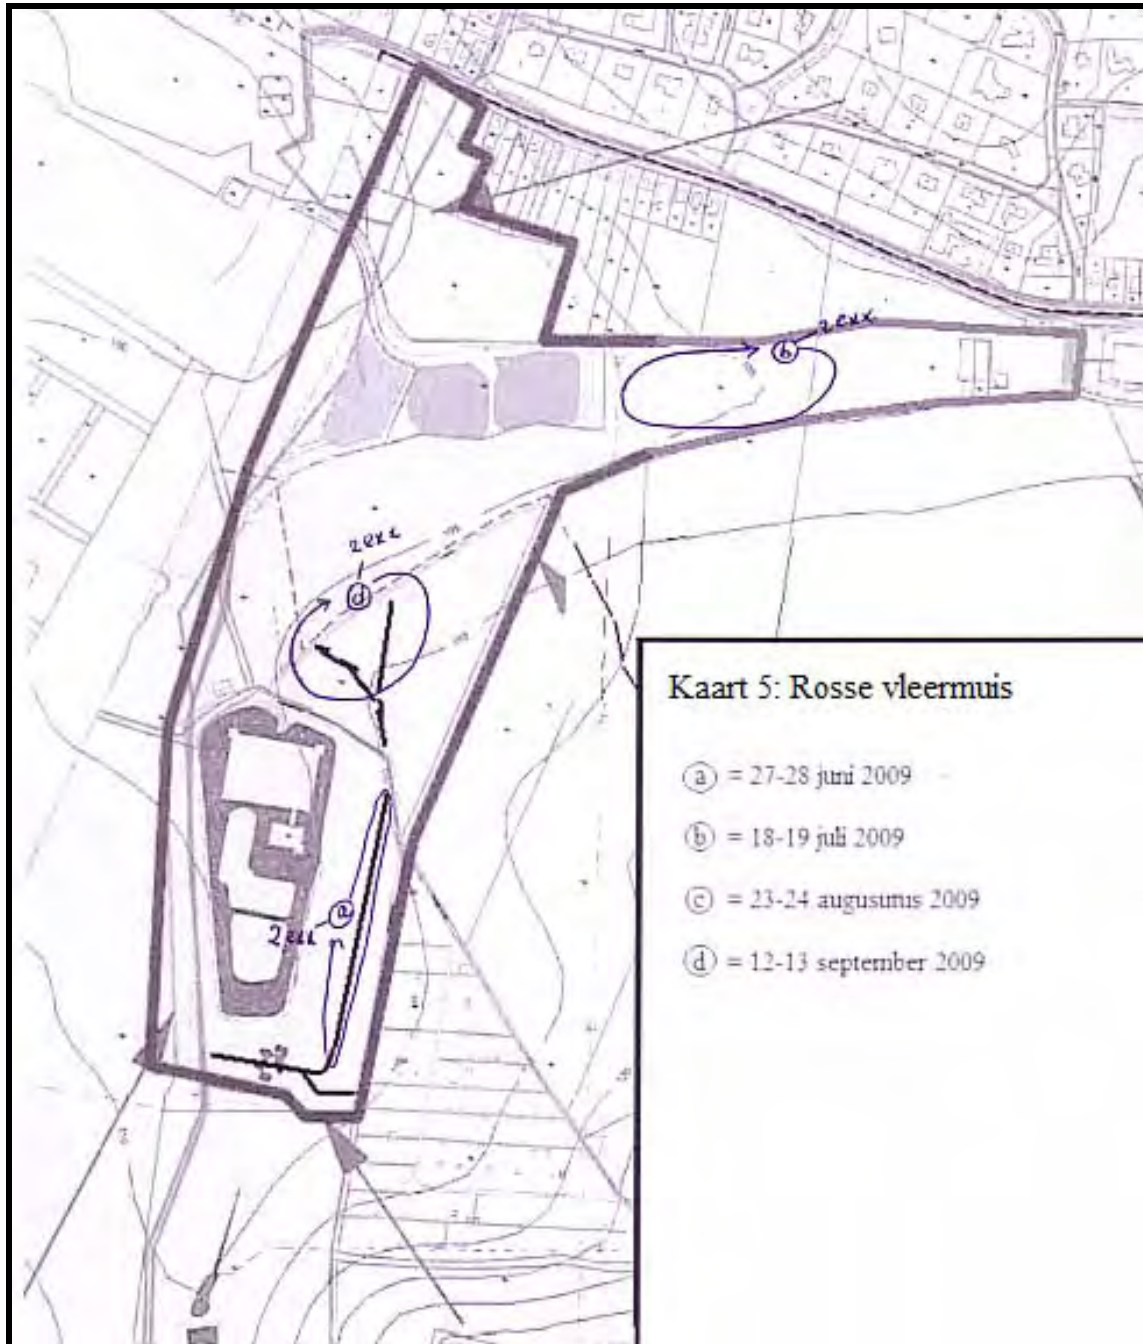 2exx
b
2exx
d
Kaart 5: Rosse vleermuis
a = 27-28 juni 2009
b = 18-19 juli 2009
a
2exx
c = 23-24 augusutus 2009
d = 12-13 september 2009